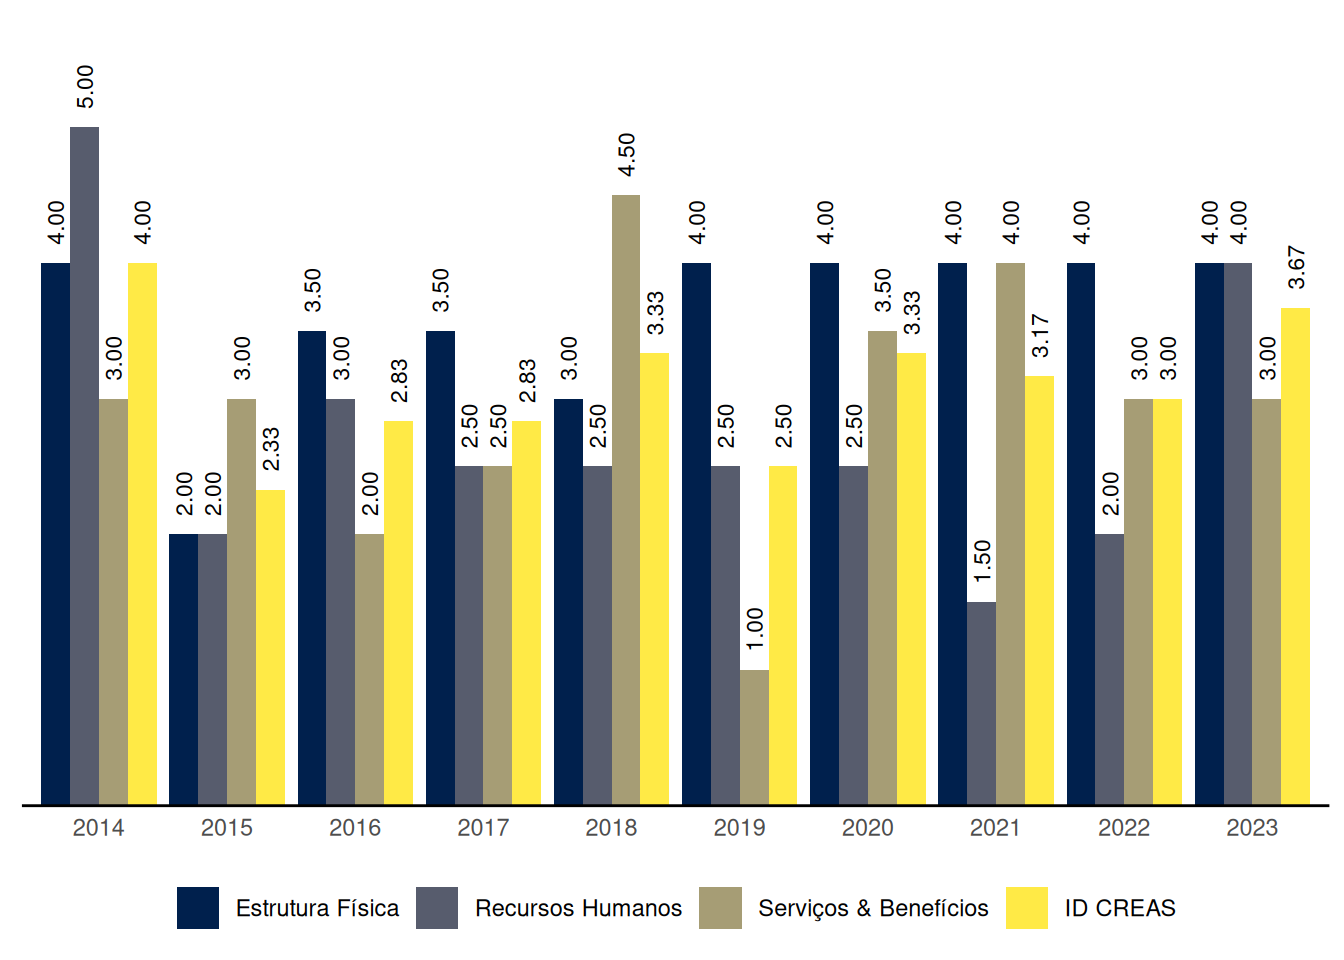 5.00
4.50
4.00 4.00 4.00 4.00 4.00 4.00 4.00 4.00 4.00
3.67
3.50 3.50 3.50
3.33 3.33
3.17
3.00 3.00 3.00 3.00 3.00 3.00 3.00
2.83 2.83
2.50 2.50 2.50 2.50 2.50 2.50
2.33
2.00 2.00 2.00 2.00
1.50
1.00
2014 2015 2016 2017 2018 2019 2020 2021 2022 2023
Estrutura Física Recursos Humanos Serviços & Benefícios ID CREAS